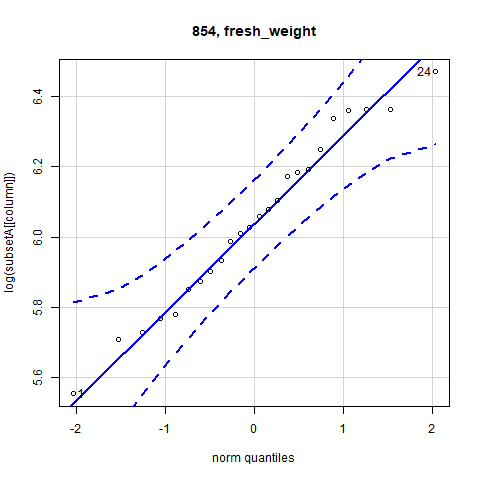 854, fresh_weight
log(subsetA[[column]])
6.4
6.2
6.0
5.8
5.6
24
1
-2 -1 0 1 2
norm quantiles